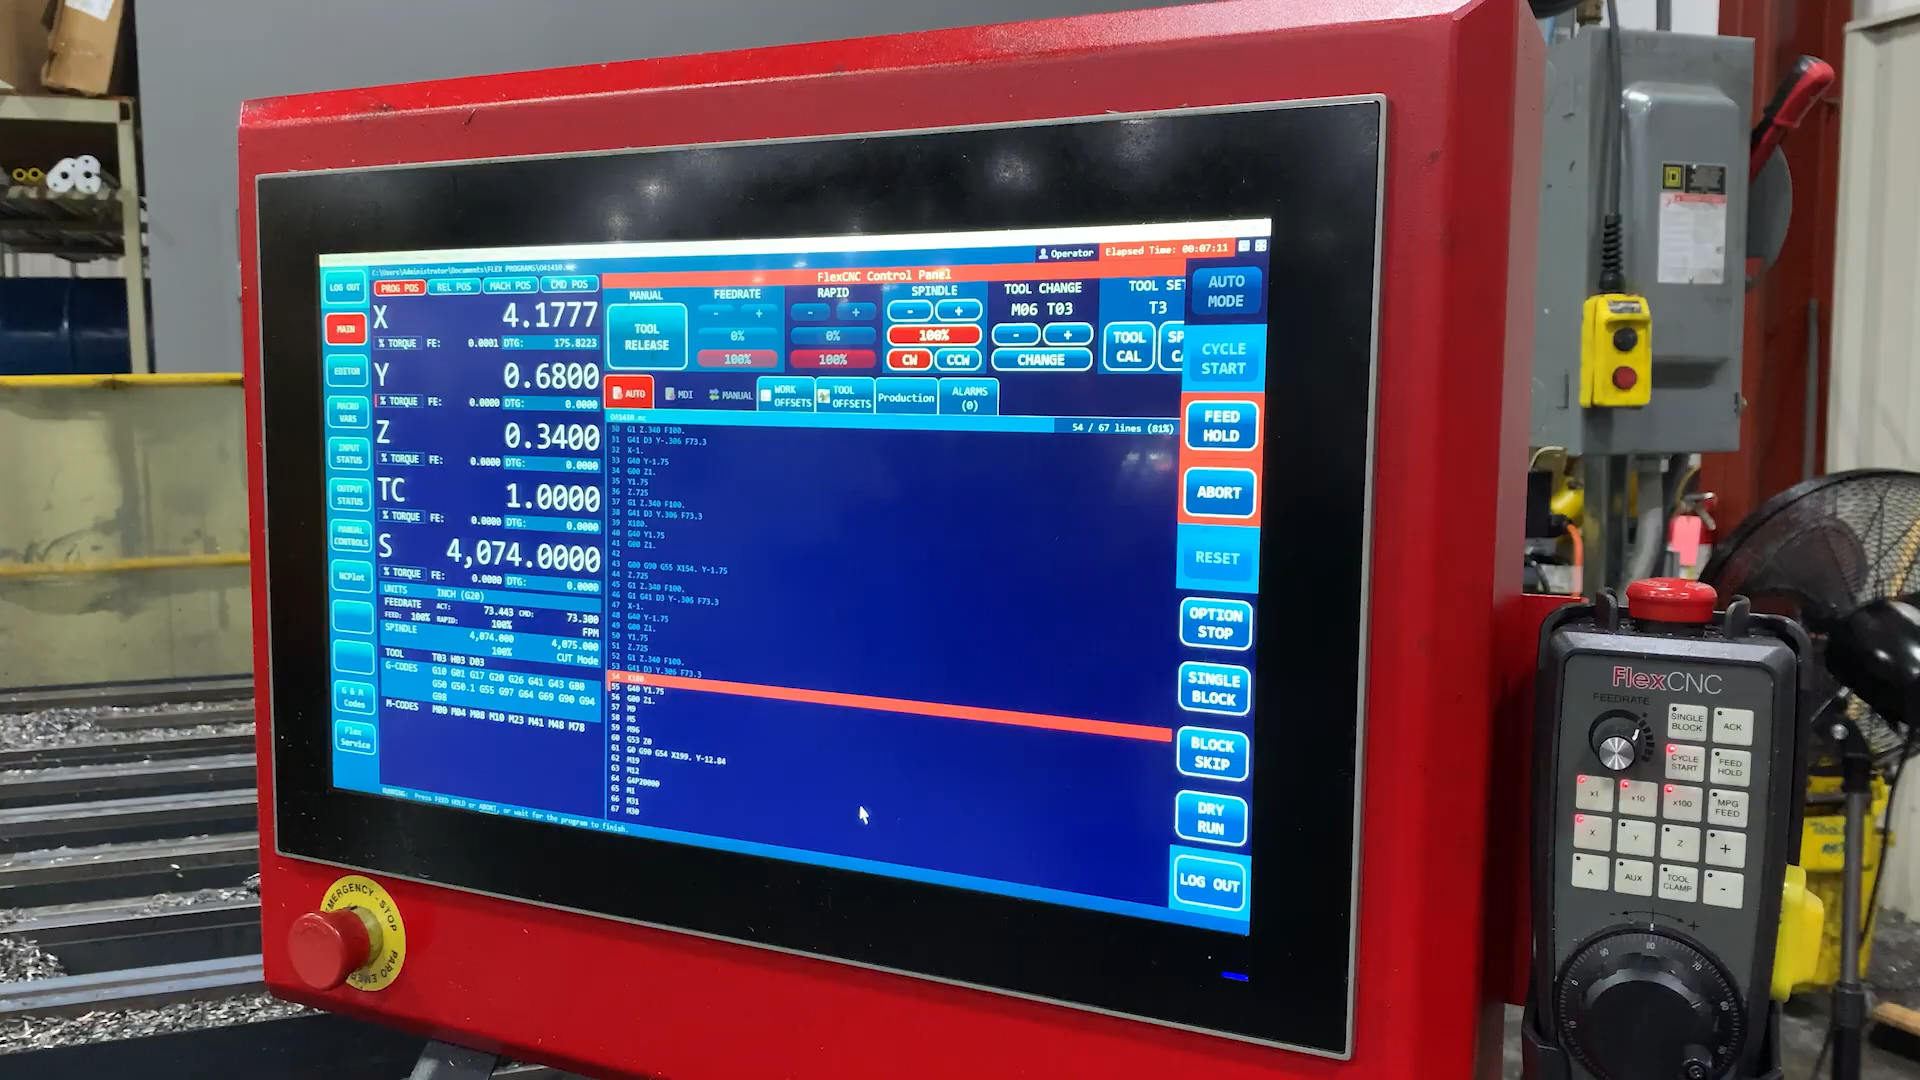 C:\Users\Administrator\Documents\FLEX PROGRAMS\O41410.nc
Operator
Elapsed Time: 00:07:11
FlexCNC Control Panel
LOG OUT
MAIN
EDITOR
MACRO VARS
INPUT STATUS
OUTPUT STATUS
MANUAL CONTROLS
NCPlot
G & M Codes
Flex Service
PROG POS
REL POS
MACH POS
CMD POS
X 4.1777
% TORQUE FE: 0.0001 DTG: 175.8223
Y 0.6800
% TORQUE FE: 0.0000 DTG: 0.0000
Z 0.3400
% TORQUE FE: 0.0000 DTG: 0.0000
TC 1.0000
% TORQUE FE: 0.0000 DTG: 0.0000
S 4,074.0000
% TORQUE FE: 0.0000 DTG: 0.0000
UNITS INCH (G20)
FEEDRATE ACT: 73.443 CMD: 73.300
FEED: 100% RAPID: 100% FPM
SPINDLE 4,074.000 4,075.000
100% CUT Mode
TOOL T03 H03 D03
G-CODES G10 G01 G17 G20 G26 G41 G43 G80
G50 G50.1 G55 G97 G64 G69 G90 G94
G98
M-CODES M00 M04 M08 M10 M23 M41 M48 M78
RUNNING: Press FEED HOLD or ABORT, or wait for the program to finish.
MANUAL
TOOL RELEASE
FEEDRATE
- +
0%
100%
RAPID
- +
0%
100%
SPINDLE
- +
100%
CW CCW
TOOL CHANGE
M06 T03
- +
CHANGE
TOOL SET
T3
TOOL CAL
AUTO
MDI
MANUAL
WORK OFFSETS
TOOL OFFSETS
Production
ALARMS (0)
O41410.nc
54 / 67 lines (81%)
30 G1 Z.340 F100.
31 G41 D3 Y-.306 F73.3
32 X-1.
33 G40 Y-1.75
34 G00 Z1.
35 Y1.75
36 Z.725
37 G1 Z.340 F100.
38 G41 D3 Y.306 F73.3
39 X180.
40 G40 Y1.75
41 G00 Z1.
42
43 G00 G90 G55 X154. Y-1.75
44 Z.725
45 G1 Z.340 F100.
46 G1 G41 D3 Y-.306 F73.3
47 X-1.
48 G40 Y-1.75
49 G00 Z1.
50 Y1.75
51 Z.725
52 G1 Z.340 F100.
53 G41 D3 Y.306 F73.3
54 X180.
55 G40 Y1.75
56 G00 Z1.
57 M9
58 M5
59 M96
60 G53 Z0
61 G0 G90 G54 X199. Y-12.84
62 M19
63 M12
64 G4P20000
65 M1
66 M31
67 M30
AUTO MODE
CYCLE START
FEED HOLD
ABORT
RESET
OPTION STOP
SINGLE BLOCK
BLOCK SKIP
DRY RUN
LOG OUT
EMERGENCY-STOP
FlexCNC
FEEDRATE
SINGLE BLOCK
ACK
CYCLE START
FEED HOLD
x1
x10
x100
MPG FEED
X
Y
Z
+
A
AUX
TOOL CLAMP
-
- +
80
70